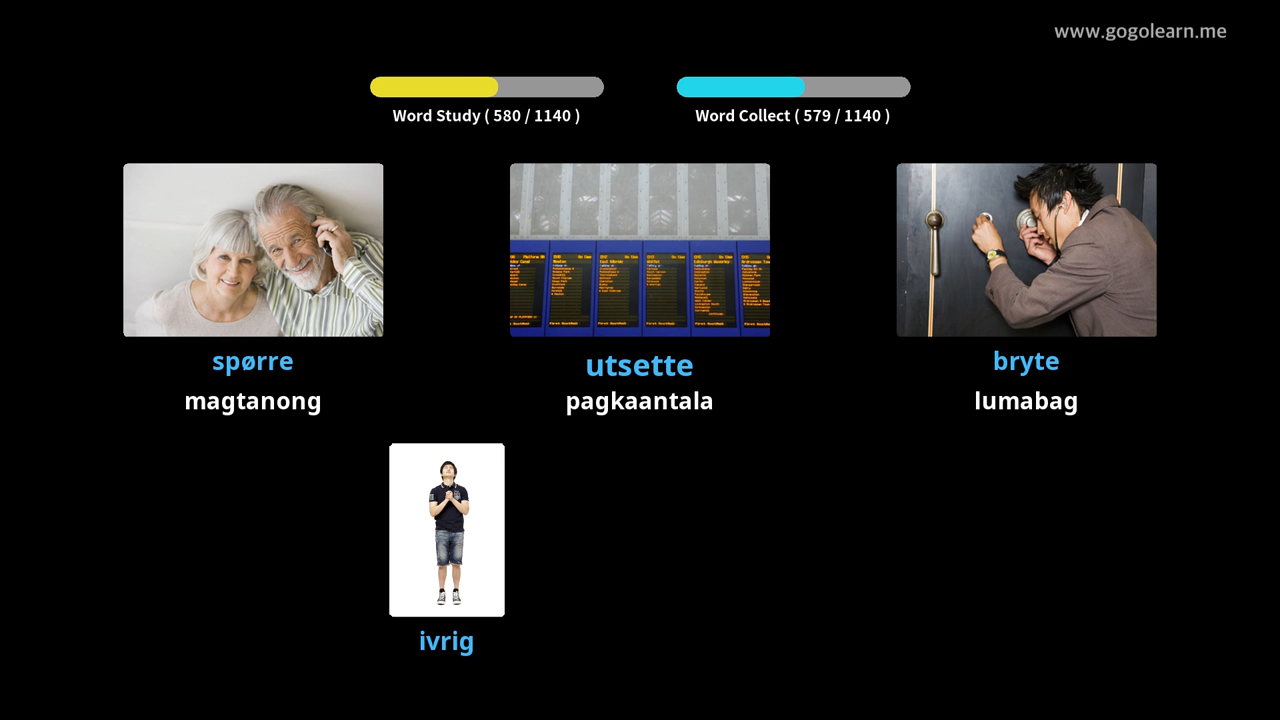 www.gogolearn.me
Word Study ( 580 / 1140 )
Word Collect ( 579 / 1140 )
spørre
utsette
bryte
magtanong
pagkaantala
lumabag
ivrig